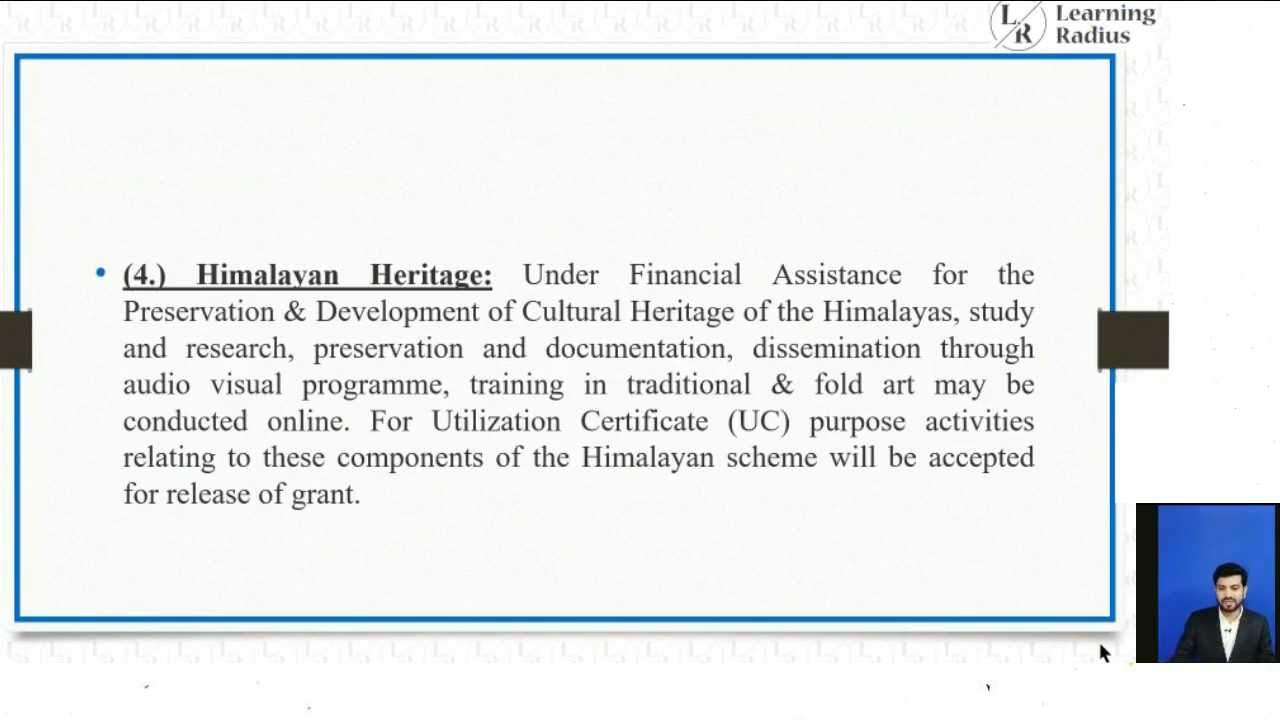 L
R
Learning
Radius
• (4.) Himalayan Heritage: Under Financial Assistance for the
Preservation & Development of Cultural Heritage of the Himalayas, study
and research, preservation and documentation, dissemination through
audio visual programme, training in traditional & fold art may be
conducted online. For Utilization Certificate (UC) purpose activities
relating to these components of the Himalayan scheme will be accepted
for release of grant.